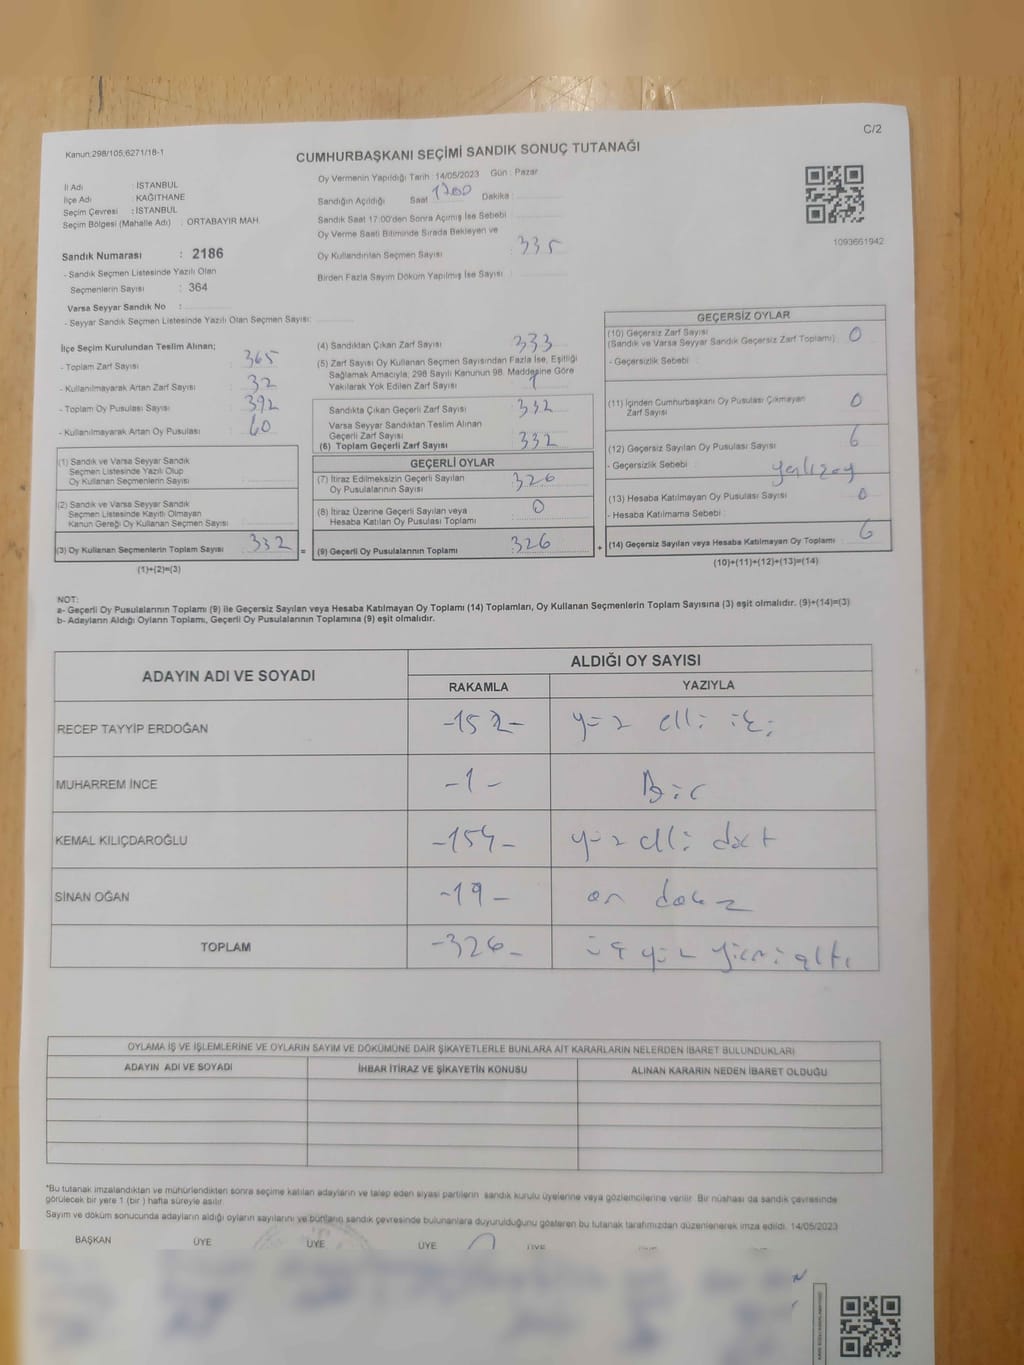 C/2
Kanun:298/105;6271/18-1
CUMHURBAŞKANI SEÇİMİ SANDIK SONUÇ TUTANAĞI
İl Adı : İSTANBUL
İlçe Adı : KAĞITHANE
Seçim Çevresi : İSTANBUL
Seçim Bölgesi (Mahalle Adı) : ORTABAYIR MAH.
Oy Vermenin Yapıldığı Tarih : 14/05/2023 Gün : Pazar
Sandığın Açıldığı Saat 1700 Dakika :
Sandık Saat 17:00'den Sonra Açımış İse Sebebi
Oy Verme Saati Bitiminde Sırada Bekleyen ve
Oy Kullandırılan Seçmen Sayısı : 335
Birden Fazla Sayım Döküm Yapılmış İse Sayısı :
1093661942
Sandık Numarası : 2186
- Sandık Seçmen Listesinde Yazılı Olan
Seçmenlerin Sayısı : 364
Varsa Seyyar Sandık No :
- Seyyar Sandık Seçmen Listesinde Yazılı Olan Seçmen Sayısı:
İlçe Seçim Kurulundan Teslim Alınan;
- Toplam Zarf Sayısı : 365
- Kullanılmayarak Artan Zarf Sayısı : 32
- Toplam Oy Pusulası Sayısı : 392
- Kullanılmayarak Artan Oy Pusulası : 60
(1) Sandık ve Varsa Seyyar Sandık
Seçmen Listesinde Yazılı Olup
Oy Kullanan Seçmenlerin Sayısı :
(2) Sandık ve Varsa Seyyar Sandık
Seçmen Listesinde Kayıtlı Olmayan
Kanun Gereği Oy Kullanan Seçmen Sayısı :
(3) Oy Kullanan Seçmenlerin Toplam Sayısı : 332 =
(1)+(2)=(3)
(4) Sandıktan Çıkan Zarf Sayısı : 333
(5) Zarf Sayısı Oy Kullanan Seçmen Sayısından Fazla İse, Eşitliği
Sağlamak Amacıyla; 298 Sayılı Kanunun 98. Maddesine Göre
Yakılarak Yok Edilen Zarf Sayısı : 1
Sandıkta Çıkan Geçerli Zarf Sayısı : 332
Varsa Seyyar Sandıktan Teslim Alınan
Geçerli Zarf Sayısı :
(6) Toplam Geçerli Zarf Sayısı : 332
GEÇERLİ OYLAR
(7) İtiraz Edilmeksizin Geçerli Sayılan
Oy Pusulalarının Sayısı : 326
(8) İtiraz Üzerine Geçerli Sayılan veya
Hesaba Katılan Oy Pusulası Toplamı : 0
(9) Geçerli Oy Pusulalarının Toplamı : 326 +
GEÇERSİZ OYLAR
(10) Geçersiz Zarf Sayısı
(Sandık ve Varsa Seyyar Sandık Geçersiz Zarf Toplamı) : 0
- Geçersizlik Sebebi :
(11) İçinden Cumhurbaşkanı Oy Pusulası Çıkmayan
Zarf Sayısı : 0
(12) Geçersiz Sayılan Oy Pusulası Sayısı : 6
- Geçersizlik Sebebi :
(13) Hesaba Katılmayan Oy Pusulası Sayısı : 0
- Hesaba Katılmama Sebebi :
(14) Geçersiz Sayılan veya Hesaba Katılmayan Oy Toplamı : 6
(10)+(11)+(12)+(13)=(14)
NOT:
a- Geçerli Oy Pusulalarının Toplamı (9) ile Geçersiz Sayılan veya Hesaba Katılmayan Oy Toplamı (14) Toplamları, Oy Kullanan Seçmenlerin Toplam Sayısına (3) eşit olmalıdır. (9)+(14)=(3)
b- Adayların Aldığı Oyların Toplamı, Geçerli Oy Pusulalarının Toplamına (9) eşit olmalıdır.
ADAYIN ADI VE SOYADI ALDIĞI OY SAYISI
RAKAMLA YAZIYLA
RECEP TAYYİP ERDOĞAN -152- yüz elli iki
MUHARREM İNCE -1- Bir
KEMAL KILIÇDAROĞLU -154- yüz elli dört
SİNAN OĞAN -19- on dokuz
TOPLAM -326- üç yüz yirmi altı
OYLAMA İŞ VE İŞLEMLERİNE VE OYLARIN SAYIM VE DÖKÜMÜNE DAİR ŞİKAYETLERLE BUNLARA AİT KARARLARIN NELERDEN İBARET BULUNDUKLARI
ADAYIN ADI VE SOYADI İHBAR İTİRAZ VE ŞİKAYETİN KONUSU ALINAN KARARIN NEDEN İBARET OLDUĞU
*Bu tutanak imzalandıktan ve mühürlendikten sonra seçime katılan adayların ve talep eden siyasi partilerin sandık kurulu üyelerine veya gözlemcilerine verilir. Bir nüshası da sandık çevresinde
görülecek bir yere 1 (bir) hafta süreyle asılır.
Sayım ve döküm sonucunda adayların aldığı oyların sayılarını ve bunların sandık çevresinde bulunanlara duyurulduğunu gösteren bu tutanak tarafımızdan düzenlenerek imza edildi. 14/05/2023
BAŞKAN ÜYE ÜYE ÜYE ÜYE